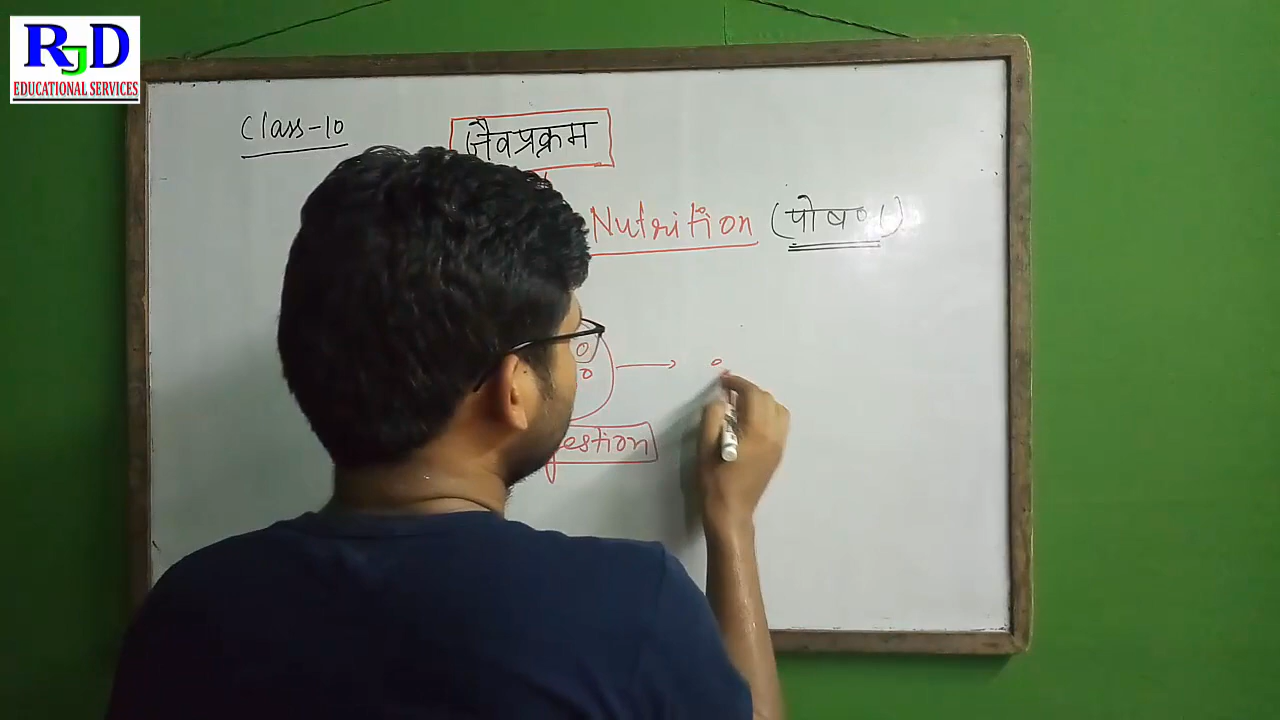 RJD
EDUCATIONAL SERVICES
Class-10
जैवप्रक्रम
Nutrition (पोषण)